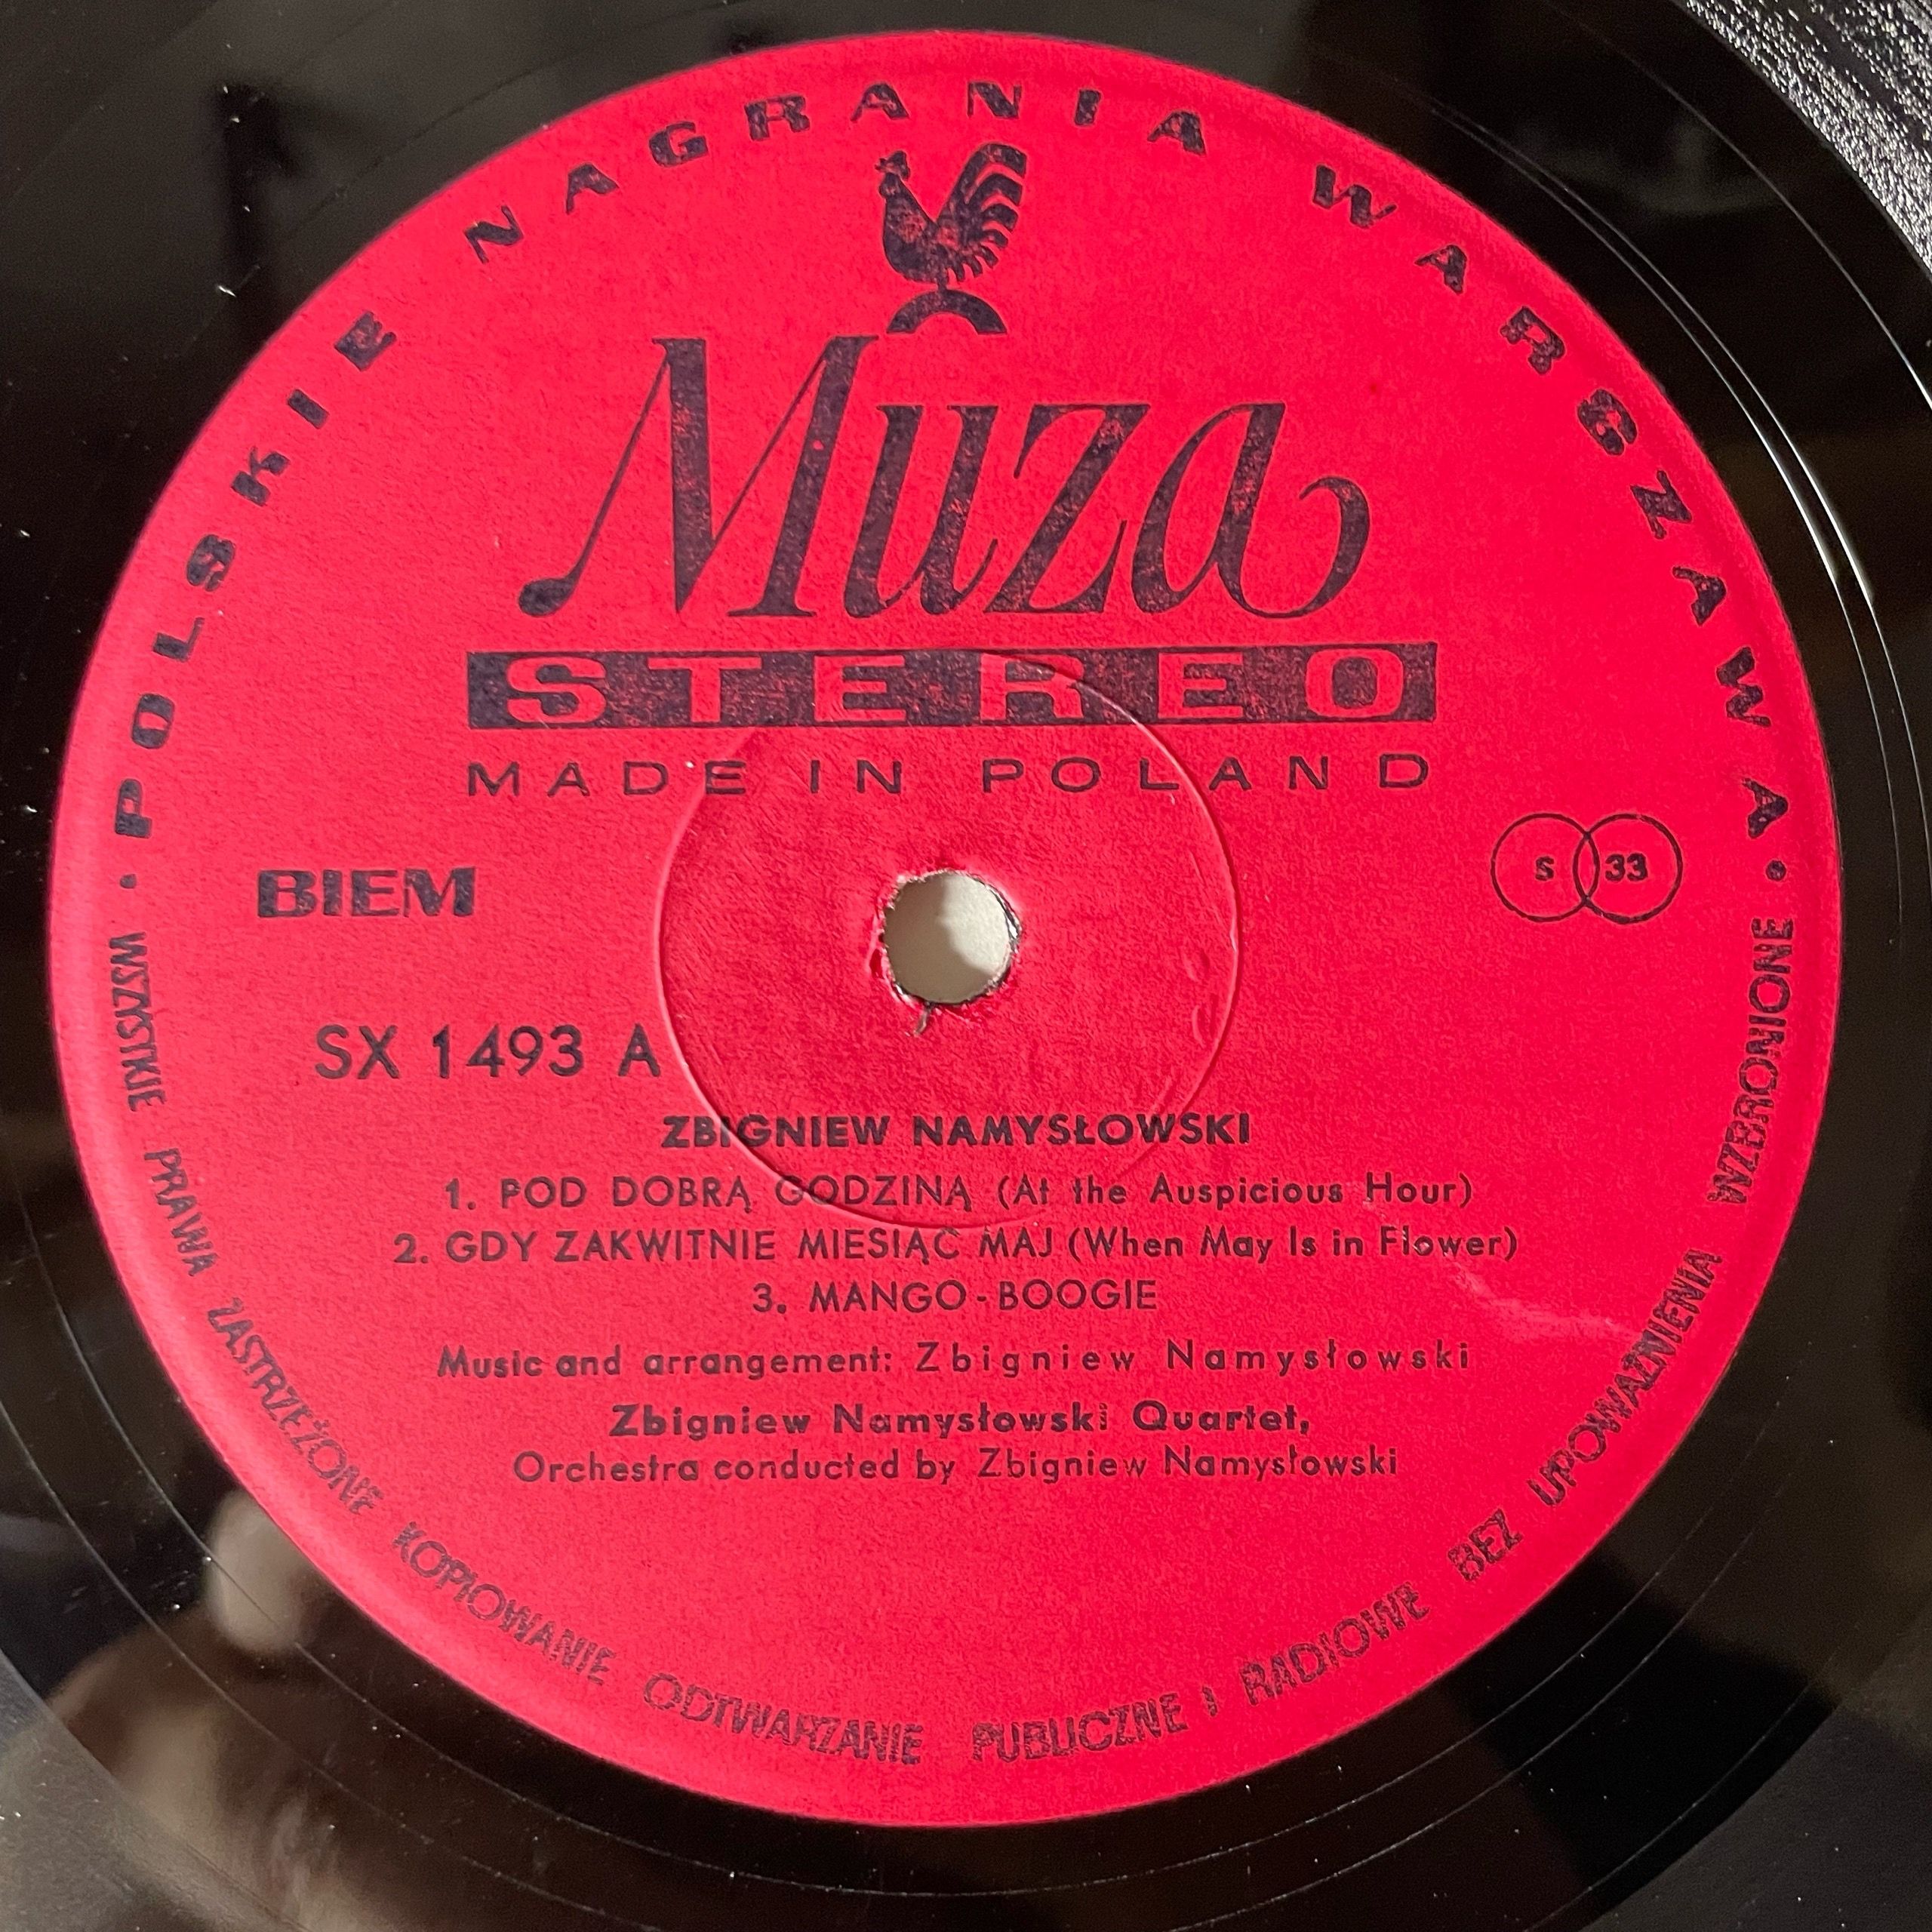 POLSKIE NAGRANIA WARSZAWA
Muza
STEREO
MADE IN POLAND
BIEM
S 33
SX 1493 A
ZBIGNIEW NAMYSŁOWSKI
1. POD DOBRĄ GODZINĄ (At the Auspicious Hour)
2. GDY ZAKWITNIE MIESIĄC MAJ (When May Is in Flower)
3. MANGO-BOOGIE
Music and arrangement: Zbigniew Namysłowski
Zbigniew Namysłowski Quartet,
Orchestra conducted by Zbigniew Namysłowski
WSZYSTKIE PRAWA ZASTRZEŻONE KOPIOWANIE ODTWARZANIE PUBLICZNE I RADIOWE BEZ UPOWAŻNIENIA WZBRONIONE